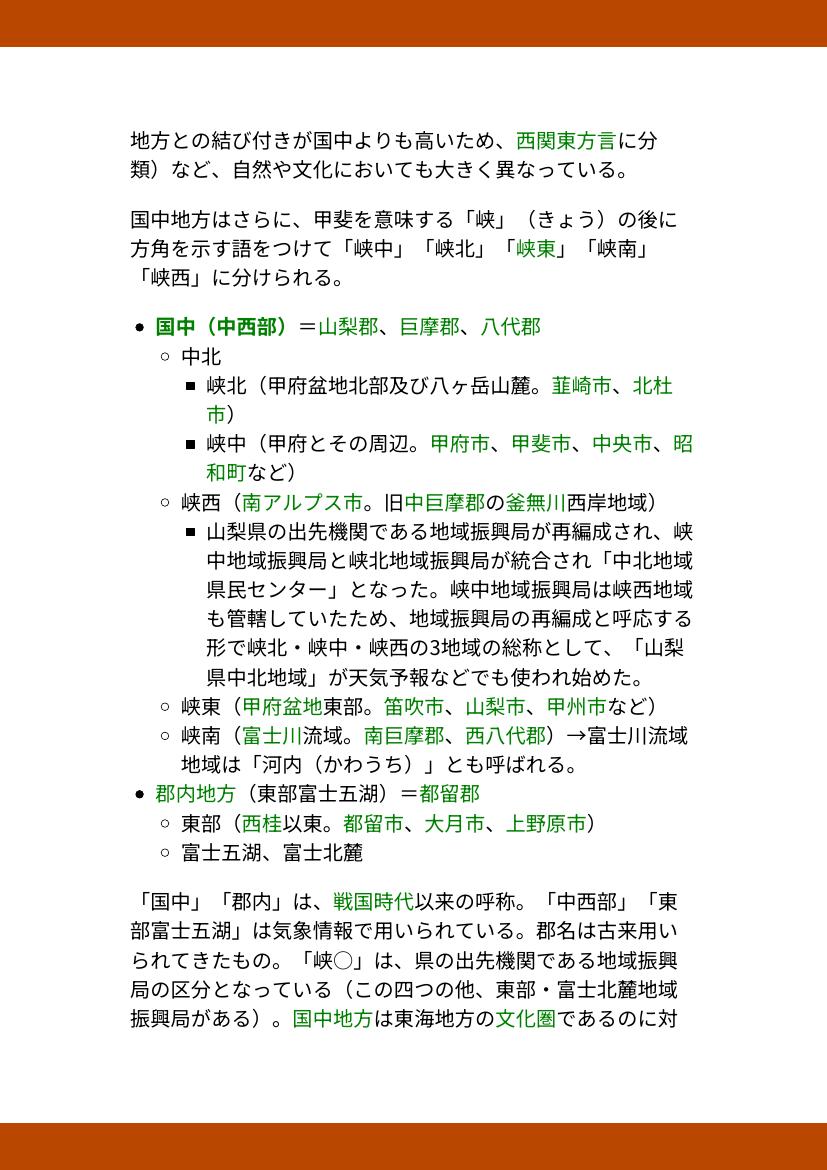 地方との結び付きが国中よりも高いため、西関東方言に分
類）など、自然や文化においても大きく異なっている。
国中地方はさらに、甲斐を意味する「峡」（きょう）の後に
方角を示す語をつけて「峡中」「峡北」「峡東」「峡南」
「峡西」に分けられる。
• 国中（中西部）＝山梨郡、巨摩郡、八代郡
◦ 中北
▪ 峡北（甲府盆地北部及び八ヶ岳山麓。韮崎市、北杜
市）
▪ 峡中（甲府とその周辺。甲府市、甲斐市、中央市、昭
和町など）
◦ 峡西（南アルプス市。旧中巨摩郡の釜無川西岸地域）
▪ 山梨県の出先機関である地域振興局が再編成され、峡
中地域振興局と峡北地域振興局が統合され「中北地域
県民センター」となった。峡中地域振興局は峡西地域
も管轄していたため、地域振興局の再編成と呼応する
形で峡北・峡中・峡西の3地域の総称として、「山梨
県中北地域」が天気予報などでも使われ始めた。
◦ 峡東（甲府盆地東部。笛吹市、山梨市、甲州市など）
◦ 峡南（富士川流域。南巨摩郡、西八代郡）→富士川流域
地域は「河内（かわうち）」とも呼ばれる。
• 郡内地方（東部富士五湖）＝都留郡
◦ 東部（西桂以東。都留市、大月市、上野原市）
◦ 富士五湖、富士北麓
「国中」「郡内」は、戦国時代以来の呼称。「中西部」「東
部富士五湖」は気象情報で用いられている。郡名は古来用い
られてきたもの。「峡○」は、県の出先機関である地域振興
局の区分となっている（この四つの他、東部・富士北麓地域
振興局がある）。国中地方は東海地方の文化圏であるのに対